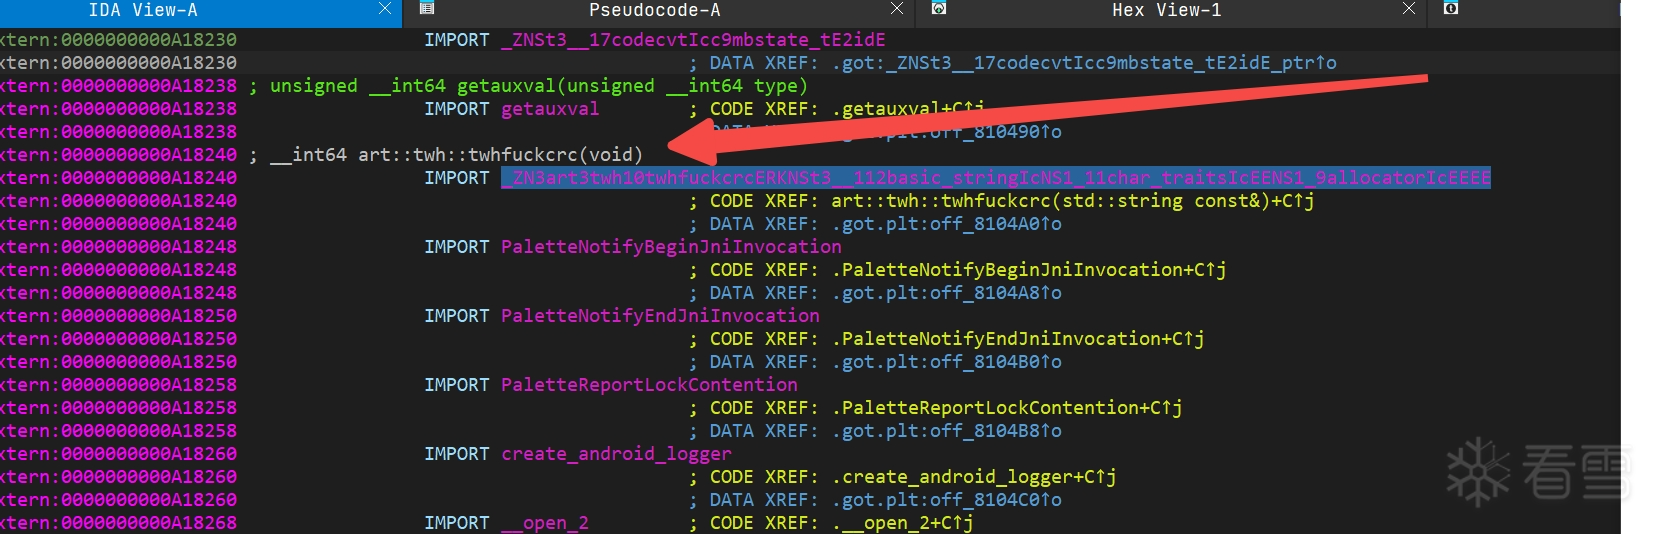 IDA View-A Pseudocode-A Hex View-1
xtern:0000000000A18230 IMPORT _ZNSt3__17codecvtIcc9mbstate_tE2idE
xtern:0000000000A18230 ; DATA XREF: .got:_ZNSt3__17codecvtIcc9mbstate_tE2idE_ptr↑o
xtern:0000000000A18238 ; unsigned __int64 getauxval(unsigned __int64 type)
xtern:0000000000A18238 IMPORT getauxval ; CODE XREF: .getauxval+C↑j
xtern:0000000000A18238 plt:off_810490↑o
xtern:0000000000A18240 ; __int64 art::twh::twhfuckcrc(void)
xtern:0000000000A18240 IMPORT _ZN3art3twh10twhfuckcrcERKNSt3__112basic_stringIcNS1_11char_traitsIcEENS1_9allocatorIcEEEE
xtern:0000000000A18240 ; CODE XREF: art::twh::twhfuckcrc(std::string const&)+C↑j
xtern:0000000000A18240 ; DATA XREF: .got.plt:off_8104A0↑o
xtern:0000000000A18248 IMPORT PaletteNotifyBeginJniInvocation
xtern:0000000000A18248 ; CODE XREF: .PaletteNotifyBeginJniInvocation+C↑j
xtern:0000000000A18248 ; DATA XREF: .got.plt:off_8104A8↑o
xtern:0000000000A18250 IMPORT PaletteNotifyEndJniInvocation
xtern:0000000000A18250 ; CODE XREF: .PaletteNotifyEndJniInvocation+C↑j
xtern:0000000000A18250 ; DATA XREF: .got.plt:off_8104B0↑o
xtern:0000000000A18258 IMPORT PaletteReportLockContention
xtern:0000000000A18258 ; CODE XREF: .PaletteReportLockContention+C↑j
xtern:0000000000A18258 ; DATA XREF: .got.plt:off_8104B8↑o
xtern:0000000000A18260 IMPORT create_android_logger
xtern:0000000000A18260 ; CODE XREF: .create_android_logger+C↑j
xtern:0000000000A18260 ; DATA XREF: .got.plt:off_8104C0↑o
xtern:0000000000A18268 IMPORT __open_2 ; CODE XREF: .__open_2+C↑j
看雪